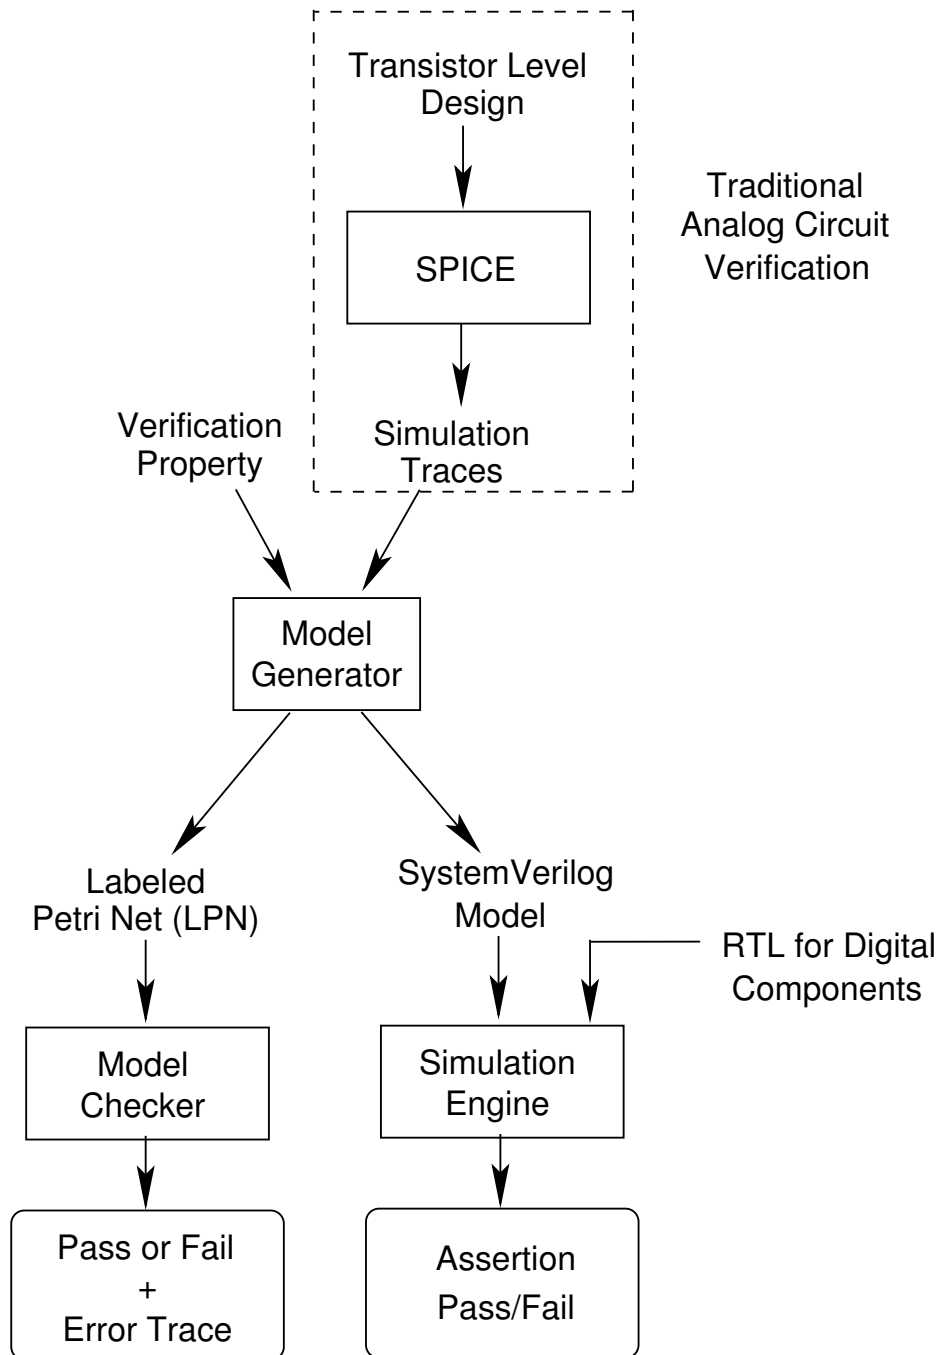 Transistor Level
Design
SPICE
Traditional
Analog Circuit
Verification
Verification
Property
Simulation
Traces
Model
Generator
Labeled
Petri Net (LPN)
SystemVerilog
Model
RTL for Digital
Components
Model
Checker
Simulation
Engine
Pass or Fail
+
Error Trace
Assertion
Pass/Fail